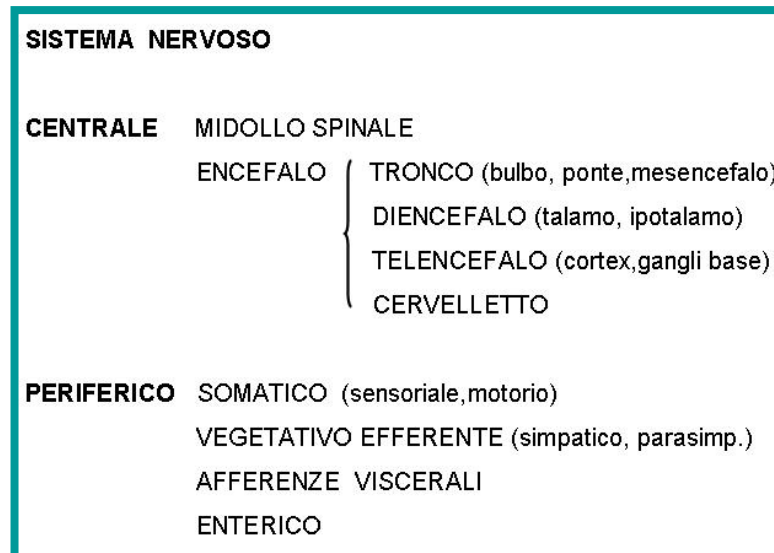 SISTEMA NERVOSO
CENTRALE MIDOLLO SPINALE
ENCEFALO TRONCO (bulbo, ponte,mesencefalo)
DIENCEFALO (talamo, ipotalamo)
TELENCEFALO (cortex,gangli base)
CERVELLETTO
PERIFERICO SOMATICO (sensoriale,motorio)
VEGETATIVO EFFERENTE (simpatico, parasimp.)
AFFERENZE VISCERALI
ENTERICO